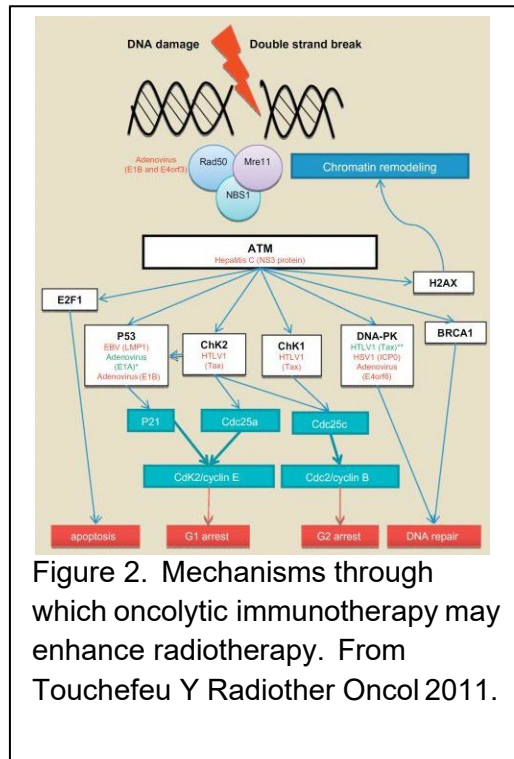 DNA damage
Double strand break
Adenovirus
(E1B and E4orf3)
Rad50
Mre11
NBS1
Chromatin remodeling
ATM
Hepatitis C (NS3 protein)
H2AX
E2F1
BRCA1
P53
EBV (LMP1)
Adenovirus
(E1A)*
Adenovirus (E1B)
ChK2
HTLV1
(Tax)
ChK1
HTLV1
(Tax)
DNA-PK
HTLV1 (Tax)**
HSV1 (ICP0)
Adenovirus
(E4orf6)
P21
Cdc25a
Cdc25c
CdK2/cyclin E
Cdc2/cyclin B
apoptosis
G1 arrest
G2 arrest
DNA repair
Figure 2. Mechanisms through
which oncolytic immunotherapy may
enhance radiotherapy. From
Touchefeu Y Radiother Oncol 2011.